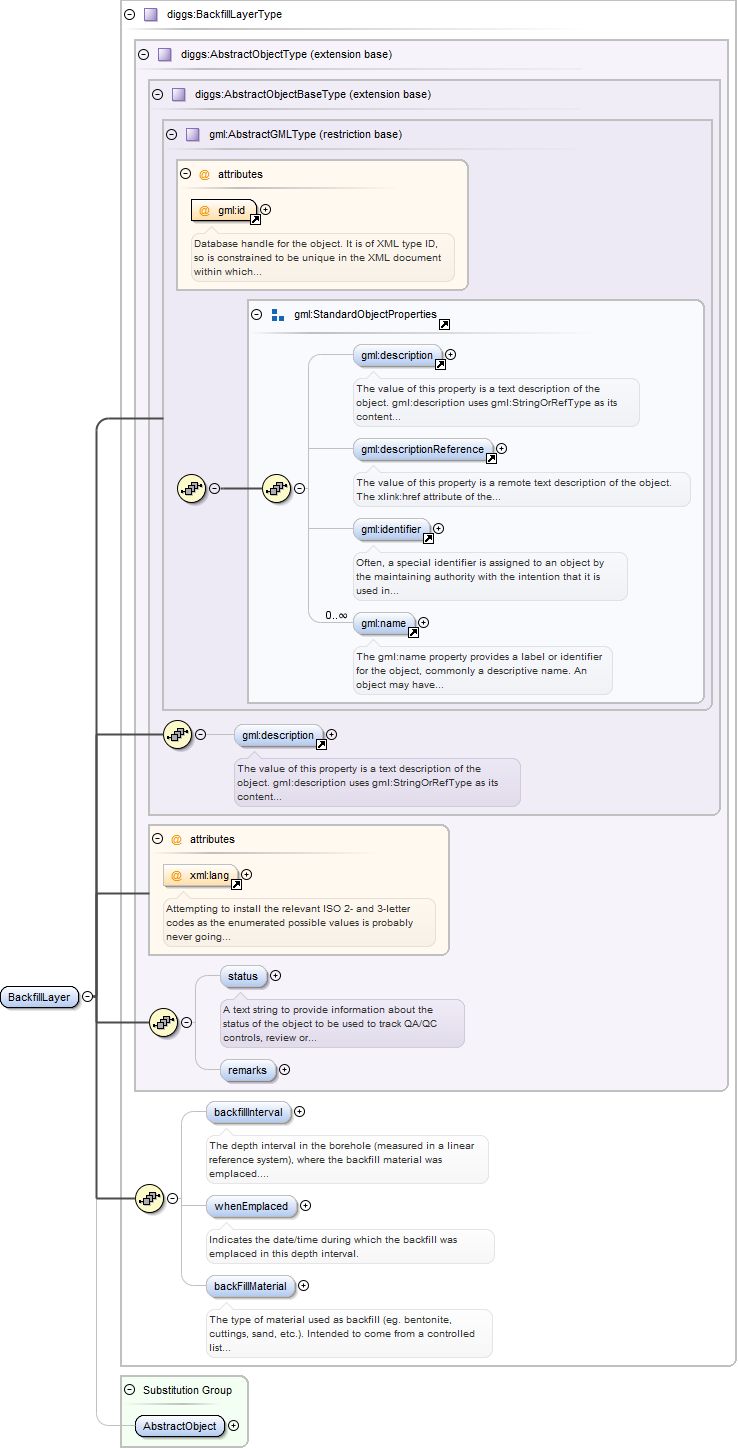 diggs:BackfillLayerType
diggs:AbstractObjectType (extension base)
diggs:AbstractObjectBaseType (extension base)
gml:AbstractGMLType (restriction base)
@ attributes
@ gml:id
Database handle for the object. It is of XML type ID,
so is constrained to be unique in the XML document
within which...
gml:StandardObjectProperties
gml:description
The value of this property is a text description of the
object. gml:description uses gml:StringOrRefType as its
content...
gml:descriptionReference
The value of this property is a remote text description of the object.
The xlink:href attribute of the...
gml:identifier
Often, a special identifier is assigned to an object by
the maintaining authority with the intention that it is
used in...
0..∞
gml:name
The gml:name property provides a label or identifier
for the object, commonly a descriptive name. An
object may have...
gml:description
The value of this property is a text description of the
object. gml:description uses gml:StringOrRefType as its
content...
@ attributes
@ xml:lang
Attempting to install the relevant ISO 2- and 3-letter
codes as the enumerated possible values is probably
never going...
BackfillLayer
status
A text string to provide information about the
status of the object to be used to track QA/QC
controls, review or...
remarks
backfillInterval
The depth interval in the borehole (measured in a linear
reference system), where the backfill material was
emplaced....
whenEmplaced
Indicates the date/time during which the backfill was
emplaced in this depth interval.
backFillMaterial
The type of material used as backfill (eg. bentonite,
cuttings, sand, etc.). Intended to come from a controlled
list...
Substitution Group
AbstractObject